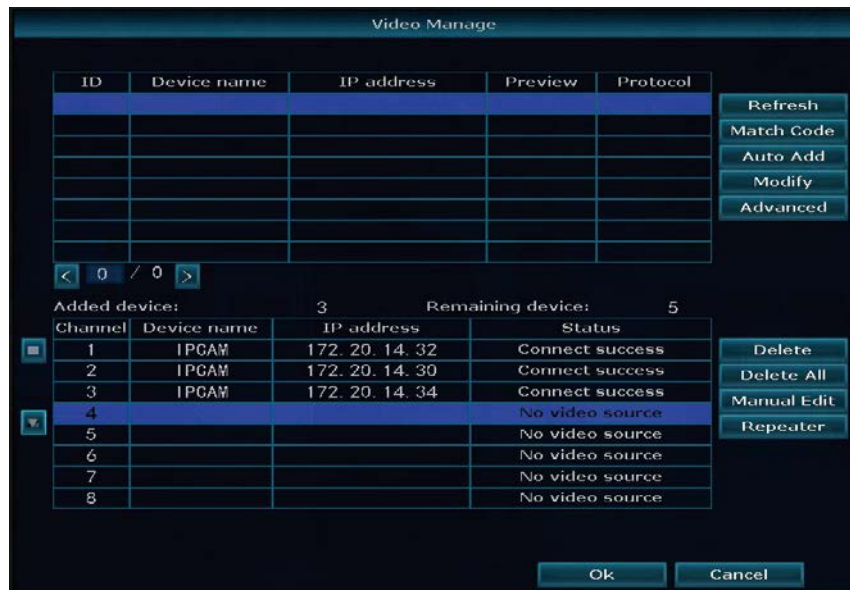 Video Manage
ID Device name IP address Preview Protocol
Refresh
Match Code
Auto Add
Modify
Advanced
< 0 / 0 >
Added device: 3 Remaining device: 5
Channel Device name IP address Status
1 IPCAM 172. 20. 14. 32 Connect success Delete
2 IPCAM 172. 20. 14. 30 Connect success Delete All
3 IPCAM 172. 20. 14. 34 Connect success Manual Edit
4 No video source Repeater
5 No video source
6 No video source
7 No video source
8 No video source
Ok Cancel